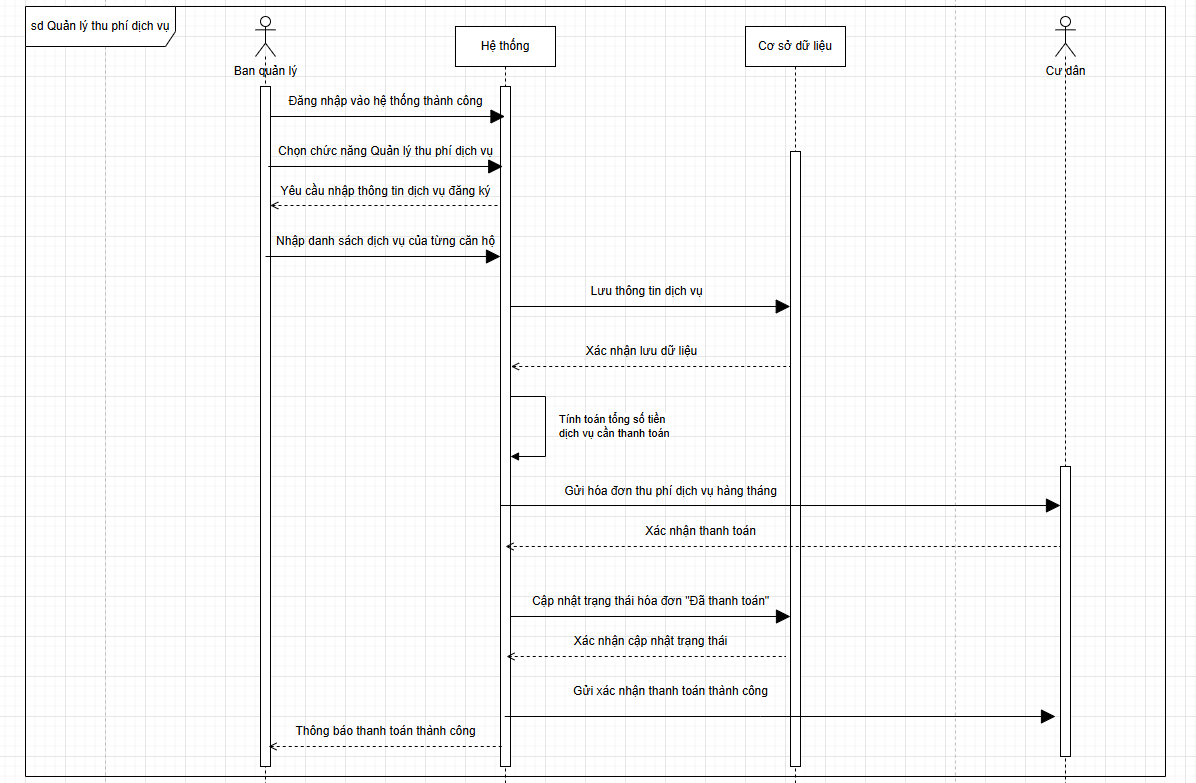 sd Quản lý thu phí dịch vụ
Ban quản lý
Hệ thống
Cơ sở dữ liệu
Cư dân
Đăng nhập vào hệ thống thành công
Chọn chức năng Quản lý thu phí dịch vụ
Yêu cầu nhập thông tin dịch vụ đăng ký
Nhập danh sách dịch vụ của từng căn hộ
Lưu thông tin dịch vụ
Xác nhận lưu dữ liệu
Tính toán tổng số tiền
dịch vụ cần thanh toán
Gửi hóa đơn thu phí dịch vụ hàng tháng
Xác nhận thanh toán
Cập nhật trạng thái hóa đơn "Đã thanh toán"
Xác nhận cập nhật trạng thái
Gửi xác nhận thanh toán thành công
Thông báo thanh toán thành công